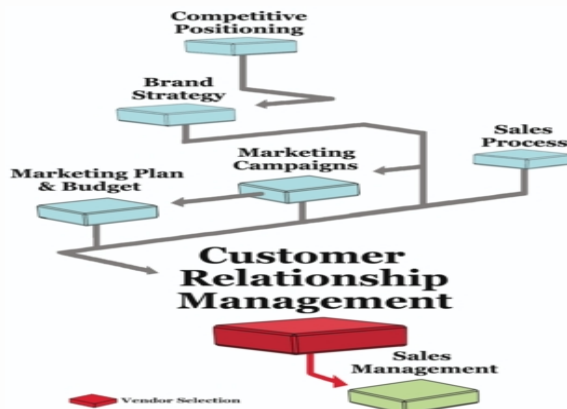 Competitive
Positioning
Brand
Strategy
Sales
Process
Marketing
Campaigns
Marketing Plan
& Budget
Customer
Relationship
Management
Sales
Management
Vendor Selection